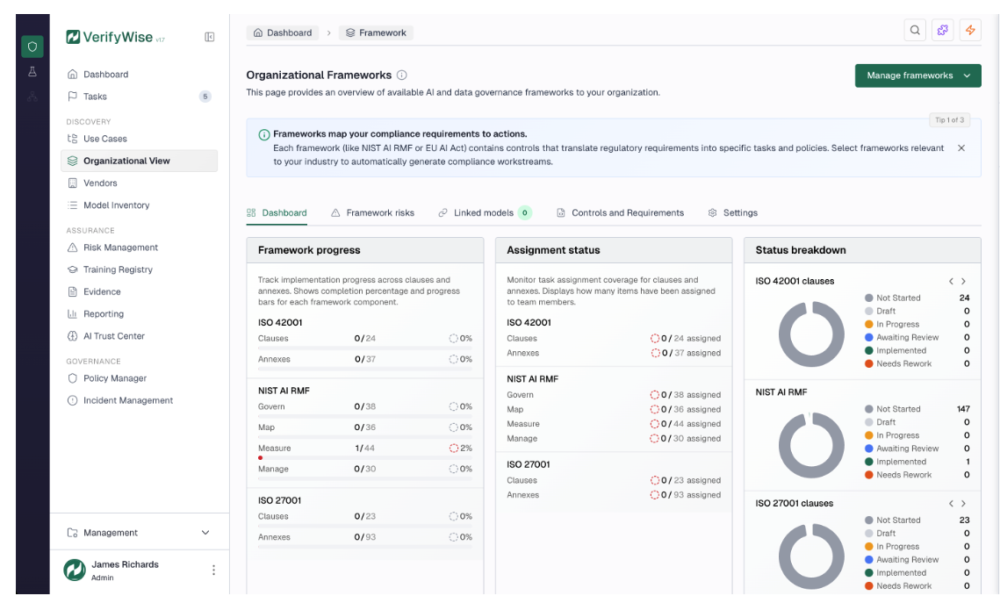 VerifyWise v1.7
Dashboard
Tasks 5
DISCOVERY
Use Cases
Organizational View
Vendors
Model Inventory
ASSURANCE
Risk Management
Training Registry
Evidence
Reporting
AI Trust Center
GOVERNANCE
Policy Manager
Incident Management
Management
James Richards
Admin
Dashboard > Framework
Organizational Frameworks
This page provides an overview of available AI and data governance frameworks to your organization.
Manage frameworks
Tip 1 of 3
Frameworks map your compliance requirements to actions.
Each framework (like NIST AI RMF or EU AI Act) contains controls that translate regulatory requirements into specific tasks and policies. Select frameworks relevant
to your industry to automatically generate compliance workstreams.
Dashboard Framework risks Linked models 0 Controls and Requirements Settings
Framework progress
Track implementation progress across clauses and
annexes. Shows completion percentage and progress
bars for each framework component.
ISO 42001
Clauses 0/24 0%
Annexes 0/37 0%
NIST AI RMF
Govern 0/38 0%
Map 0/36 0%
Measure 1/44 2%
Manage 0/30 0%
ISO 27001
Clauses 0/23 0%
Annexes 0/93 0%
Assignment status
Monitor task assignment coverage for clauses and
annexes. Displays how many items have been assigned
to team members.
ISO 42001
Clauses 0 / 24 assigned
Annexes 0 / 37 assigned
NIST AI RMF
Govern 0 / 38 assigned
Map 0 / 36 assigned
Measure 0 / 44 assigned
Manage 0 / 30 assigned
ISO 27001
Clauses 0 / 23 assigned
Annexes 0 / 93 assigned
Status breakdown
ISO 42001 clauses
Not Started 24
Draft 0
In Progress 0
Awaiting Review 0
Implemented 0
Needs Rework 0
NIST AI RMF
Not Started 147
Draft 0
In Progress 0
Awaiting Review 0
Implemented 1
Needs Rework 0
ISO 27001 clauses
Not Started 23
Draft 0
In Progress 0
Awaiting Review 0
Implemented 0
Needs Rework 0